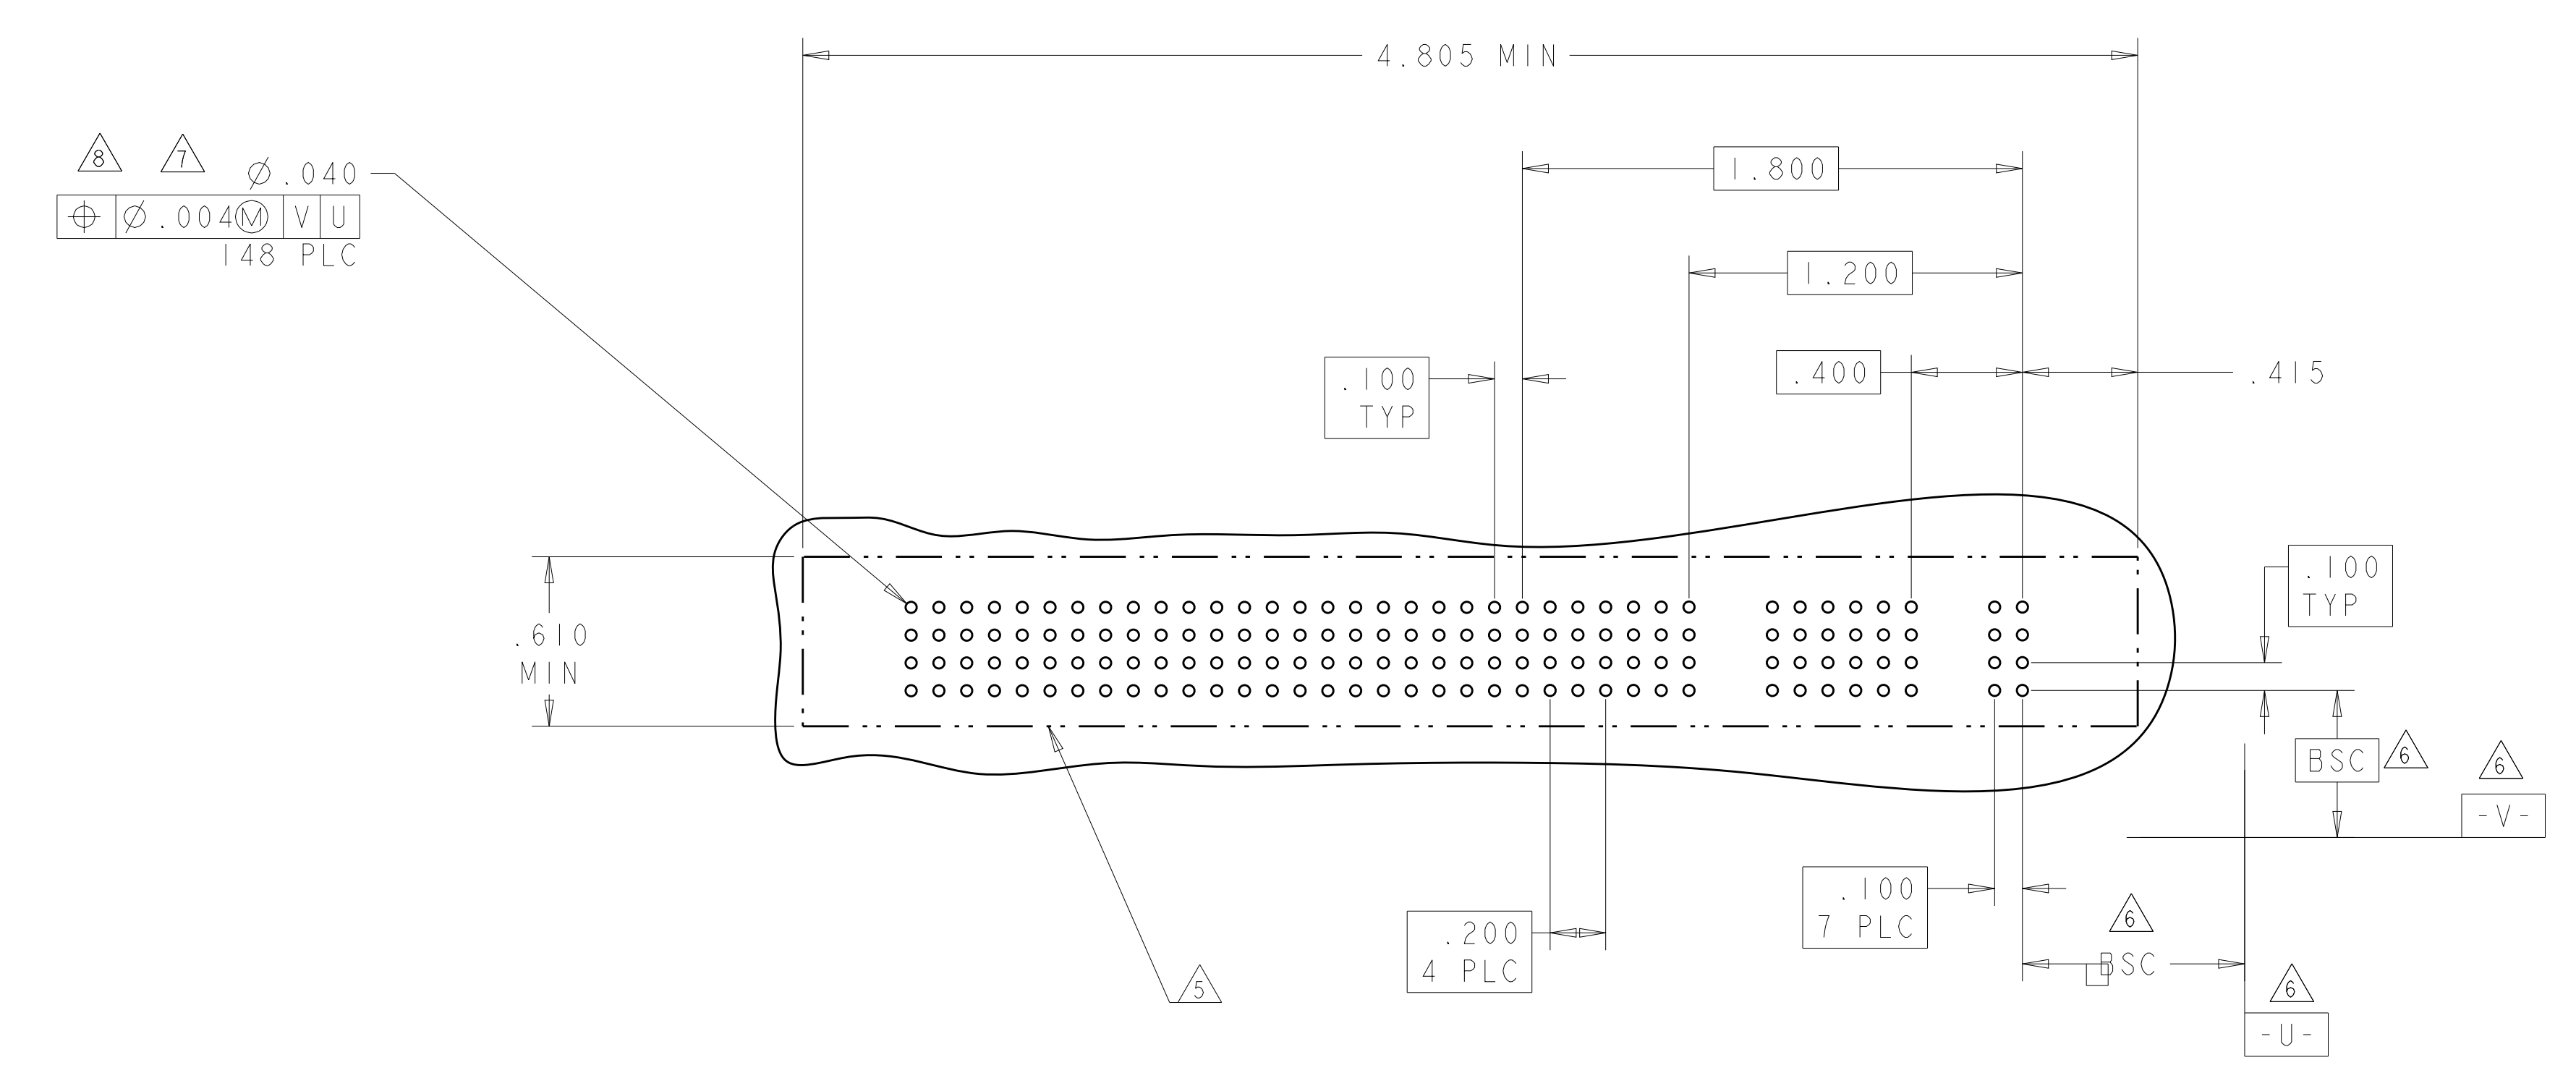 4.805 MIN
8 7 ∅.040
⌖ ∅.004Ⓜ V U
148 PLC
1.800
1.200
.100
TYP
.400
.415
.100
TYP
.610
MIN
BSC 6
6
-V-
.100
7 PLC
.200
4 PLC
6
BSC
5
6
-U-